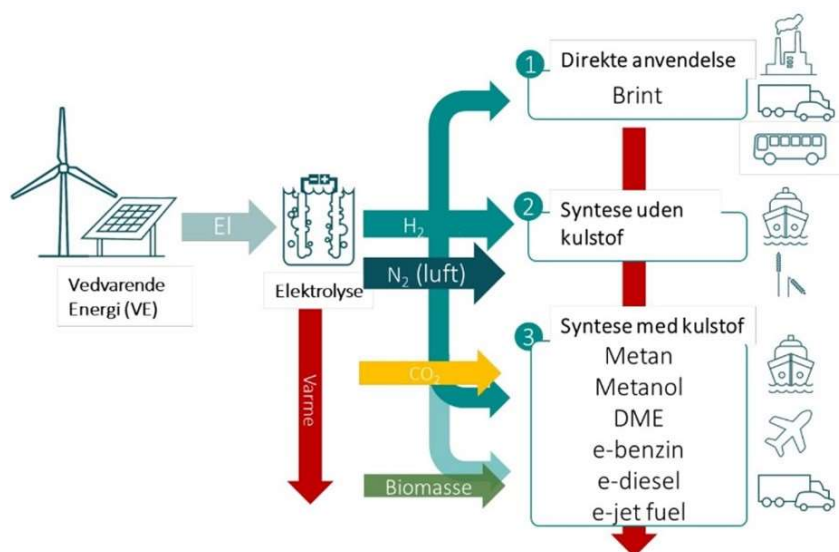 1
Direkte anvendelse
Brint
El
H₂
2
Syntese uden
kulstof
N₂ (luft)
Vedvarende
Energi (VE)
Elektrolyse
Varme
3
Syntese med kulstof
CO₂
Metan
Metanol
DME
e-benzin
Biomasse
e-diesel
e-jet fuel